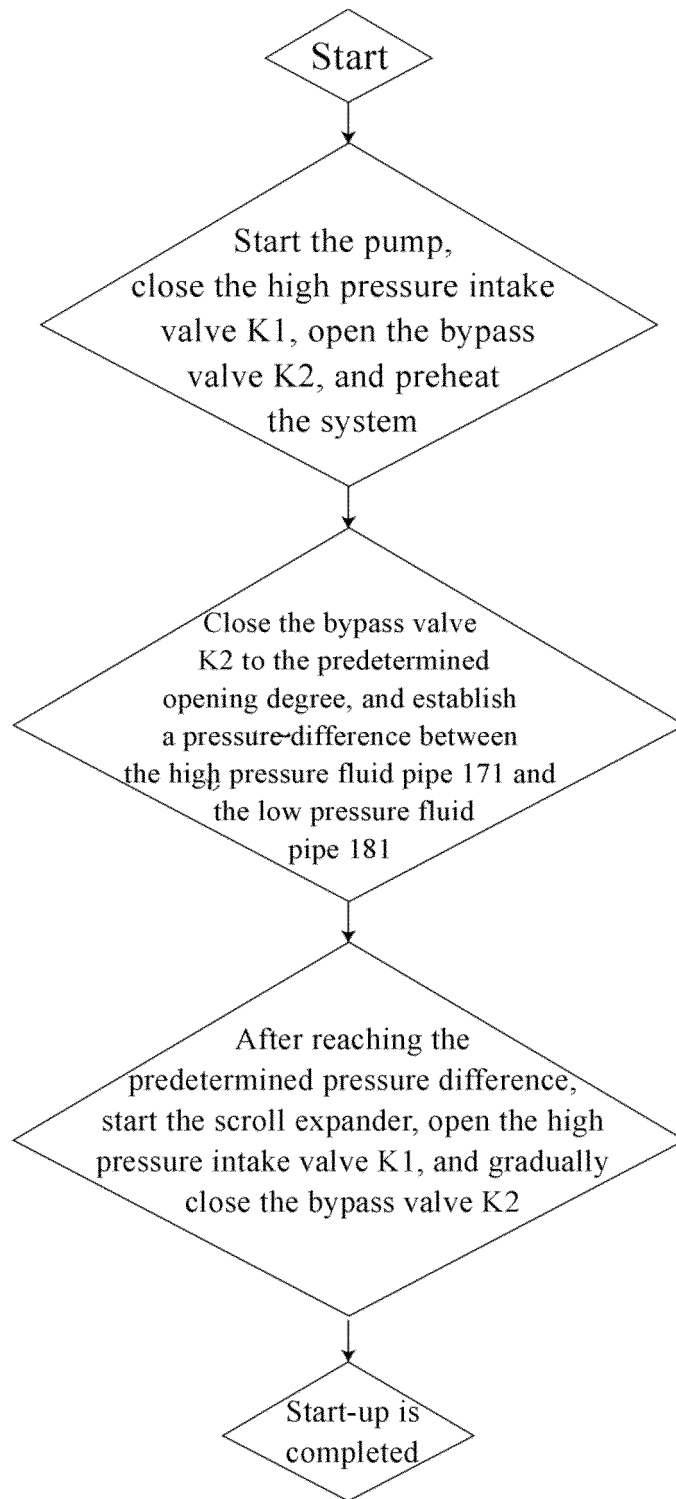 Start
Start the pump,
close the high pressure intake
valve K1, open the bypass
valve K2, and preheat
the system
Close the bypass valve
K2 to the predetermined
opening degree, and establish
a pressure difference between
the high pressure fluid pipe 171 and
the low pressure fluid
pipe 181
After reaching the
predetermined pressure difference,
start the scroll expander, open the high
pressure intake valve K1, and gradually
close the bypass valve K2
Start-up is
completed